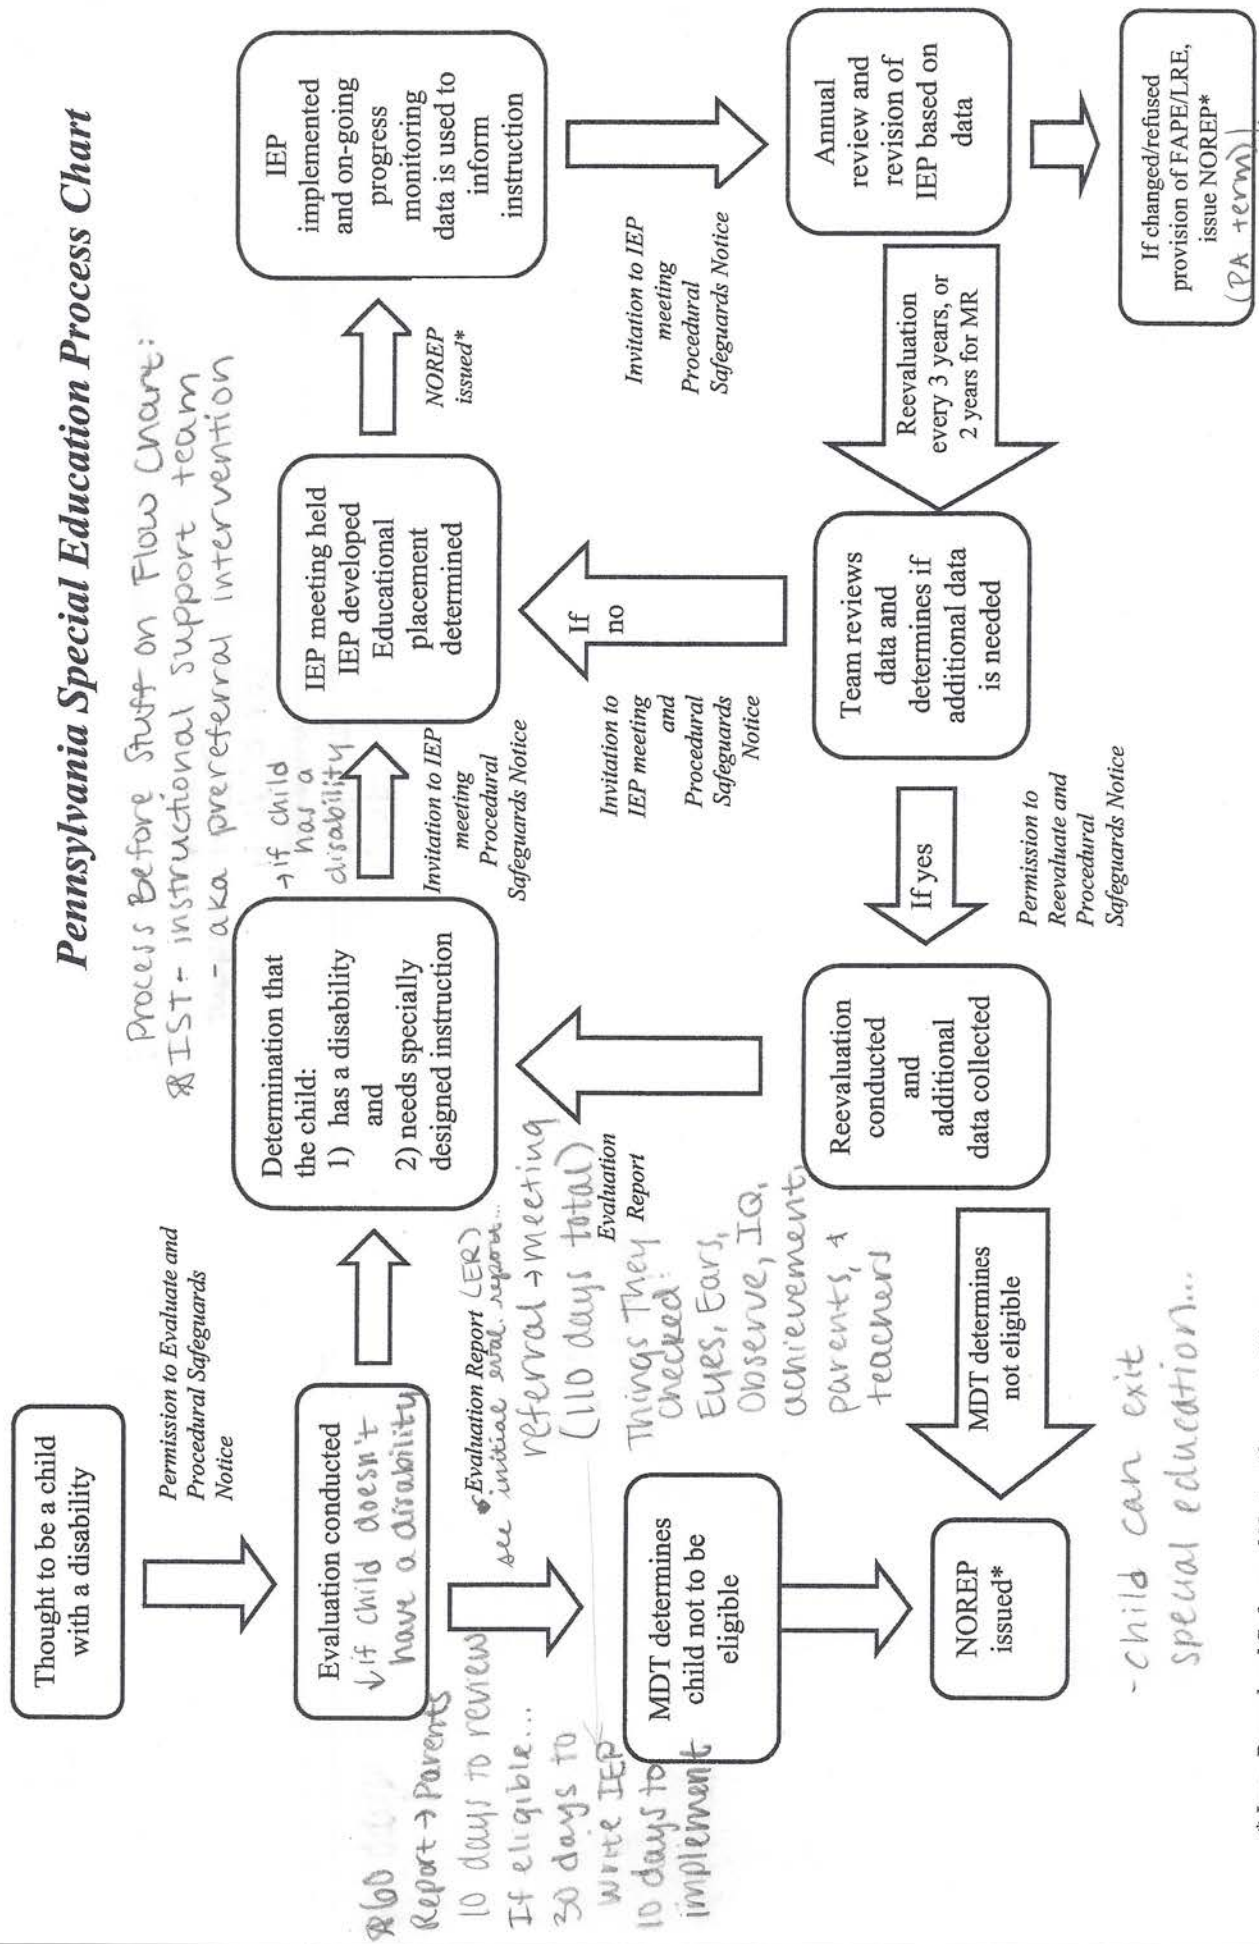 Pennsylvania Special Education Process Chart
Process Before Stuff on Flow Chart:
IST - instructional support team
- aka prereferral intervention
Thought to be a child
with a disability
Permission to Evaluate and
Procedural Safeguards
Notice
Evaluation conducted
↓ if child doesn't
have a disability
Evaluation Report (ER)
see initial eval. report...
referral → meeting
(110 days total)
Things They
checked:
Eyes, Ears,
Observe, IQ,
achievement,
parents, +
teachers
60
Report → Parents
10 days to review
If eligible...
30 days to
write IEP
10 days to
implement
MDT determines
child not to be
eligible
NOREP
issued*
- child can exit
special education...
Determination that
the child:
1) has a disability
and
2) needs specially
designed instruction
→ if child
has a
disability
Invitation to IEP
meeting
Procedural
Safeguards Notice
IEP meeting held
IEP developed
Educational
placement
determined
NOREP
issued*
IEP
implemented
and on-going
progress
monitoring
data is used to
inform
instruction
Invitation to IEP
meeting
Procedural
Safeguards Notice
Annual
review and
revision of
IEP based on
data
If changed/refused
provision of FAPE/LRE,
issue NOREP*
(PA term)
Reevaluation
every 3 years, or
2 years for MR
Team reviews
data and
determines if
additional data
is needed
If
no
Invitation to
IEP meeting
and
Procedural
Safeguards
Notice
If yes
Permission to
Reevaluate and
Procedural
Safeguards Notice
Reevaluation
conducted
and
additional
data collected
Evaluation
Report
MDT determines
not eligible